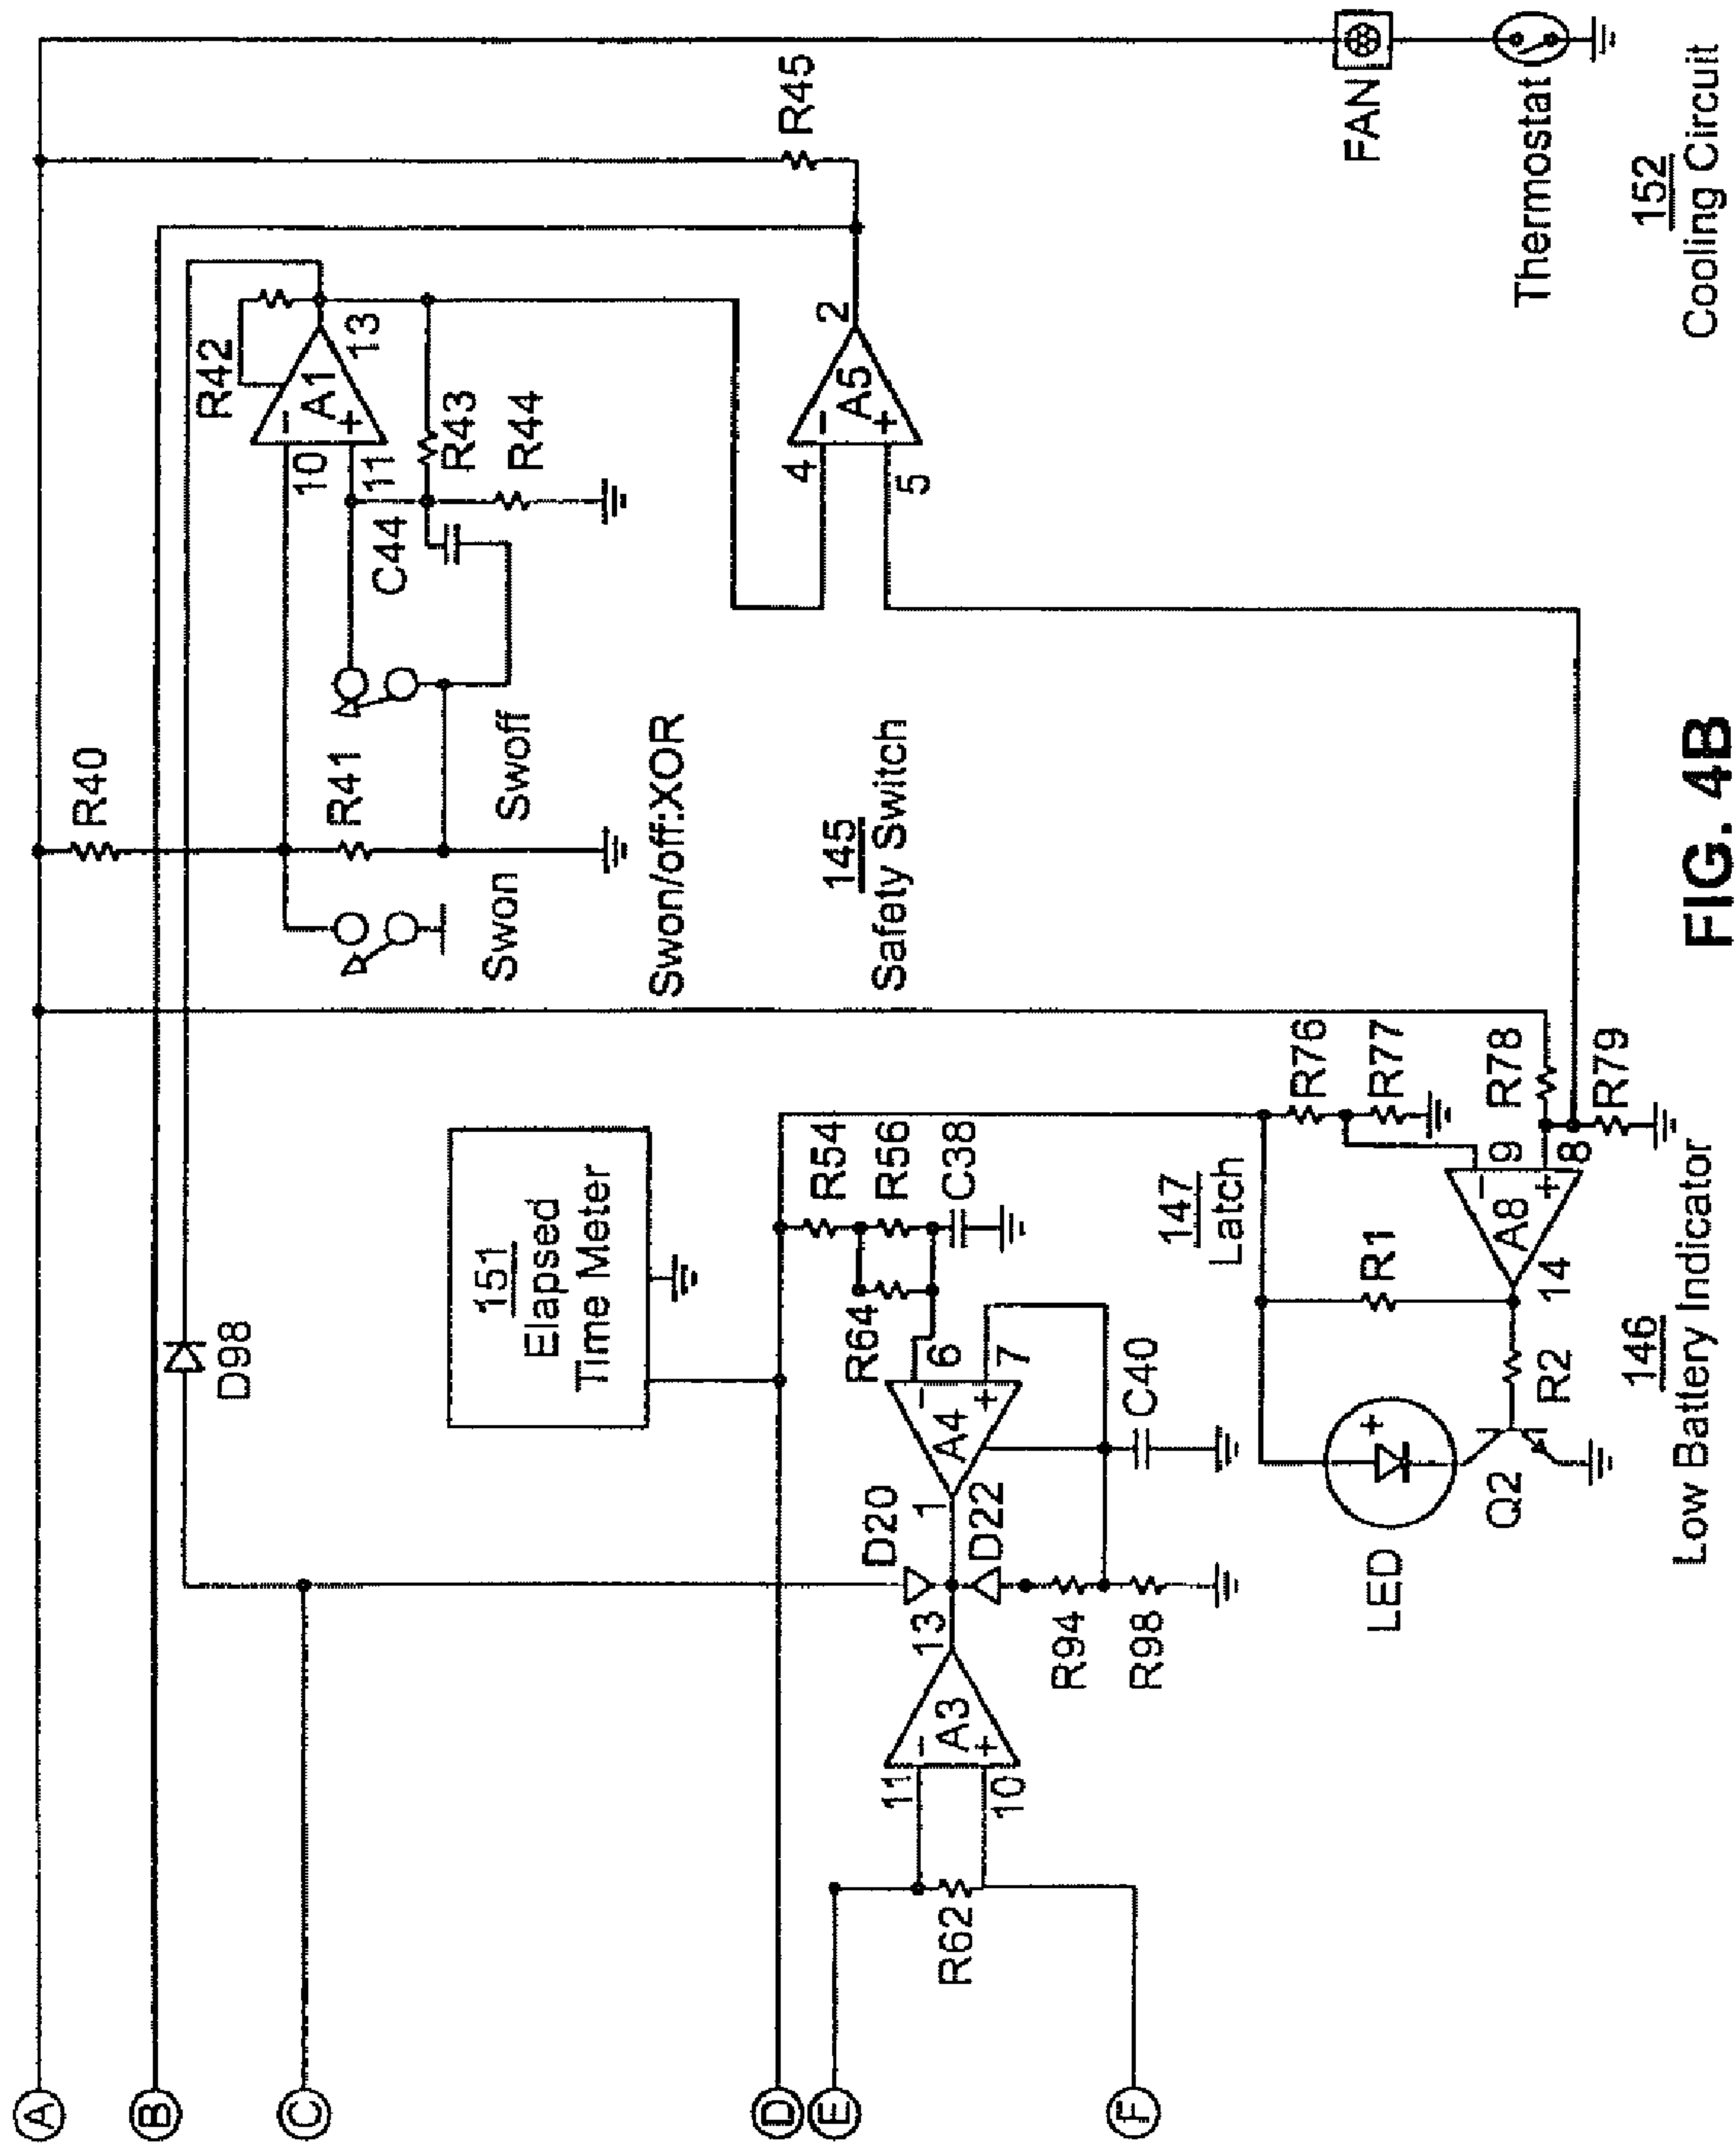 A
B
C
D
E
F
R40
R41
R42
R43
R44
R45
C44
A1
-
+
10
11
13
Swon
Swoff
Swon/off:XOR
145
Safety Switch
A5
-
+
4
5
2
FAN
Thermostat
152
Cooling Circuit
D98
151
Elapsed
Time Meter
R54
R56
C38
R64
6
7
A4
-
+
1
C40
D20
D22
13
R94
R98
A3
-
+
11
10
R62
147
Latch
R76
R77
R78
R79
9
8
A8
-
+
14
R1
R2
Q2
LED
+
146
Low Battery Indicator
FIG. 4B